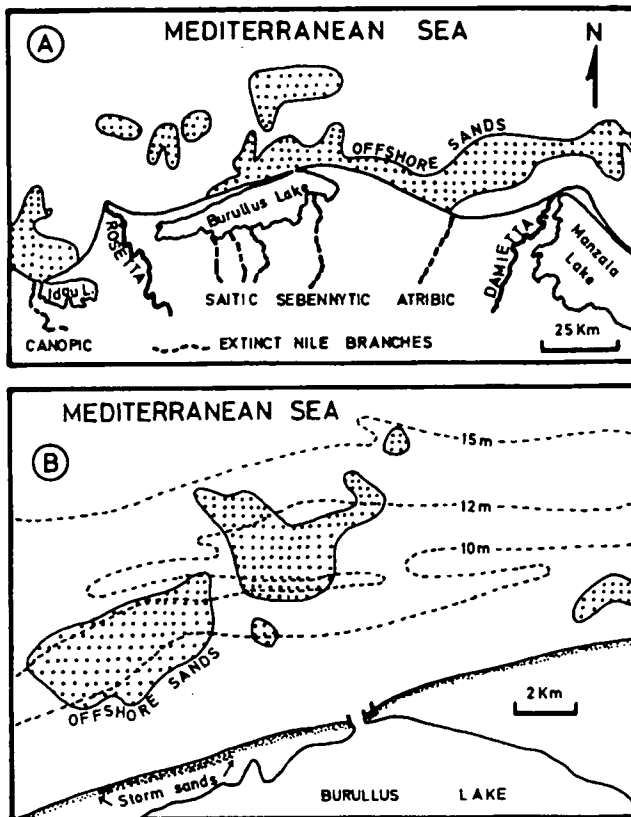 A
MEDITERRANEAN SEA
N
OFFSHORE SANDS
Burullus Lake
ROSETTA
Idqu L.
DAMIETTA
Manzala Lake
SAITIC SEBENNYTIC ATRIBIC
25 Km
CANOPIC
EXTINCT NILE BRANCHES
MEDITERRANEAN SEA
B
15m
12m
10m
OFFSHORE SANDS
2 Km
Storm sands
BURULLUS LAKE